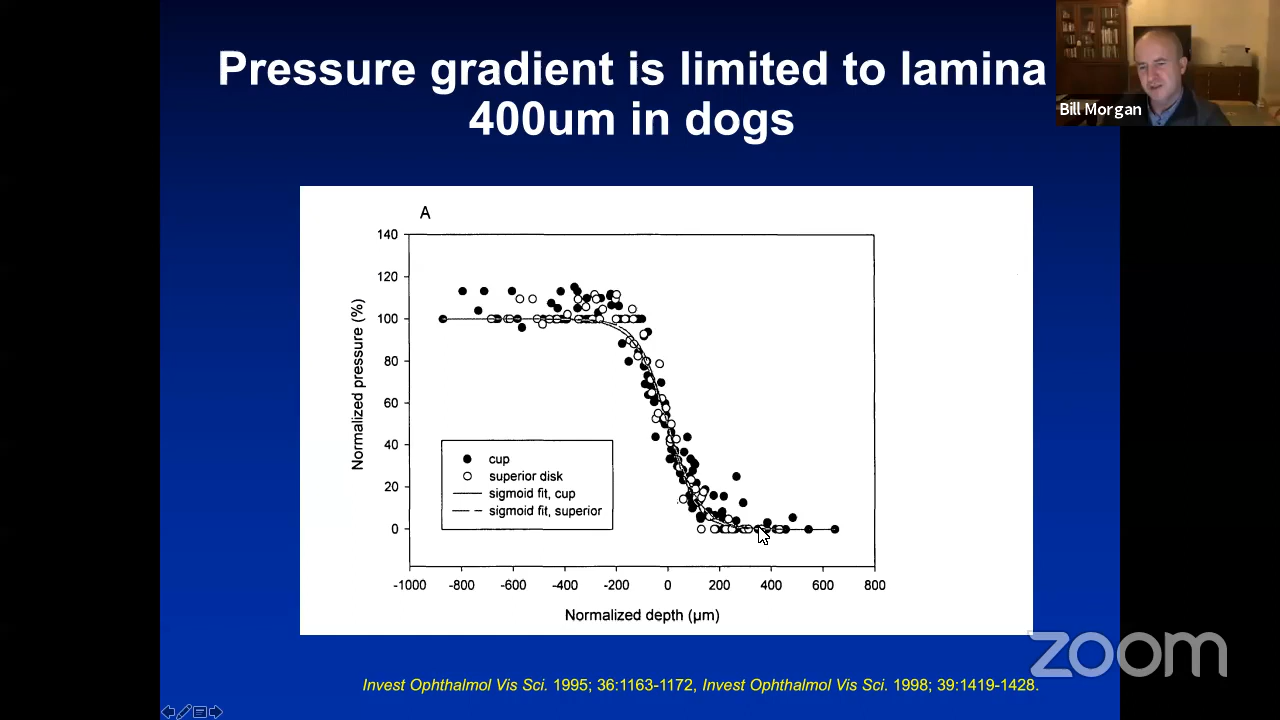 Pressure gradient is limited to lamina
400um in dogs
Bill Morgan
A
140
120
100
80
60
40
20
0
Normalized pressure (%)
cup
superior disk
sigmoid fit, cup
sigmoid fit, superior
-1000 -800 -600 -400 -200 0 200 400 600 800
Normalized depth (µm)
zoom
Invest Ophthalmol Vis Sci. 1995; 36:1163-1172, Invest Ophthalmol Vis Sci. 1998; 39:1419-1428.